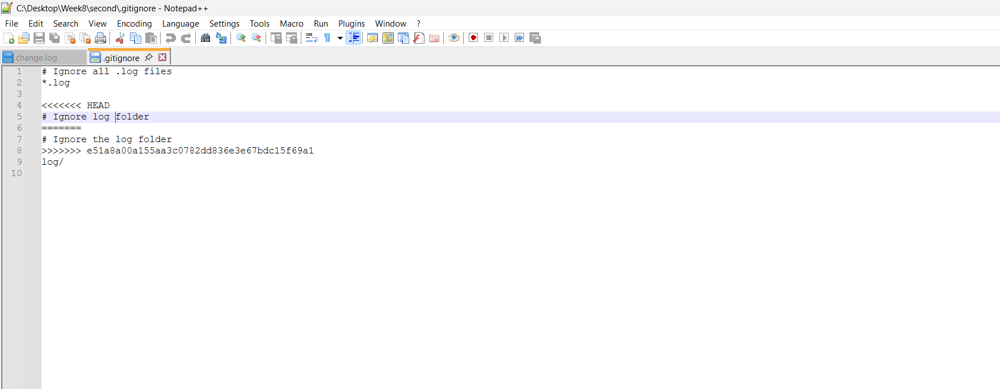 C:\Desktop\Week8\second\.gitignore - Notepad++
File Edit Search View Encoding Language Settings Tools Macro Run Plugins Window ?
change.log .gitignore
1 # Ignore all .log files
2 *.log
3
4 <<<<<<< HEAD
5 # Ignore log folder
6 =======
7 # Ignore the log folder
8 >>>>>>> e51a8a00a155aa3c0782dd836e3e67bdc15f69a1
9 log/
10